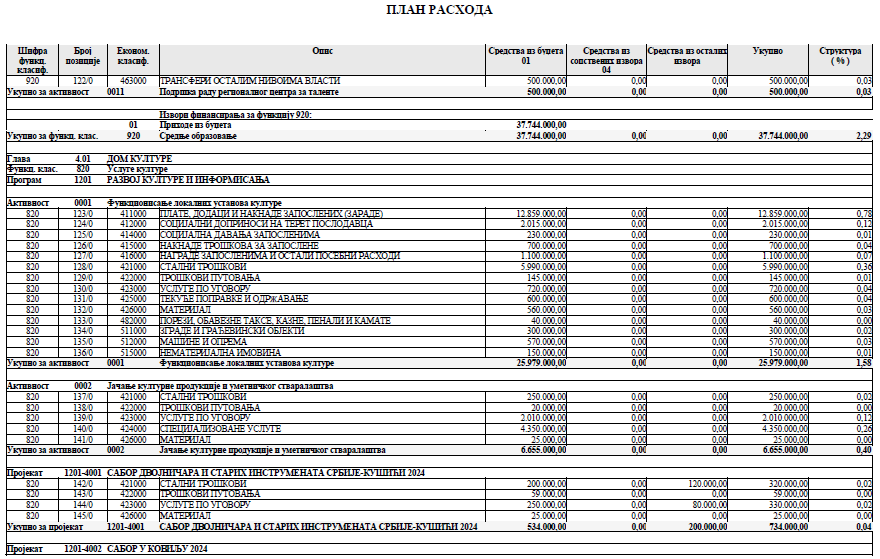 ПЛАН РАСХОДА
Шифра функц. класиф. Број позиције Економ. класиф. Опис Средства из буџета 01 Средства из сопствених извора 04 Средства из осталих извора Укупно Структура ( % )
920 122/0 463000 ТРАНСФЕРИ ОСТАЛИМ НИВОИМА ВЛАСТИ 500.000,00 0,00 0,00 500.000,00 0,03
Укупно за активност 0011 Подршка раду регионалног центра за таленте 500.000,00 0,00 0,00 500.000,00 0,03
Извори финансирања за функцију 920:
01 Приходе из буџета 37.744.000,00
Укупно за функц. клас. 920 Средње образовање 37.744.000,00 0,00 0,00 37.744.000,00 2,29
Глава 4.01 ДОМ КУЛТУРЕ
Функц. клас. 820 Услуге културе
Програм 1201 РАЗВОЈ КУЛТУРЕ И ИНФОРМИСАЊА
Активност 0001 Функционисање локалних установа културе
820 123/0 411000 ПЛАТЕ, ДОДАЦИ И НАКНАДЕ ЗАПОСЛЕНИХ (ЗАРАДЕ) 12.859.000,00 0,00 0,00 12.859.000,00 0,78
820 124/0 412000 СОЦИЈАЛНИ ДОПРИНОСИ НА ТЕРЕТ ПОСЛОДАВЦА 2.015.000,00 0,00 0,00 2.015.000,00 0,12
820 125/0 414000 СОЦИЈАЛНА ДАВАЊА ЗАПОСЛЕНИМА 230.000,00 0,00 0,00 230.000,00 0,01
820 126/0 415000 НАКНАДЕ ТРОШКОВА ЗА ЗАПОСЛЕНЕ 700.000,00 0,00 0,00 700.000,00 0,04
820 127/0 416000 НАГРАДЕ ЗАПОСЛЕНИМА И ОСТАЛИ ПОСЕБНИ РАСХОДИ 1.100.000,00 0,00 0,00 1.100.000,00 0,07
820 128/0 421000 СТАЛНИ ТРОШКОВИ 5.990.000,00 0,00 0,00 5.990.000,00 0,36
820 129/0 422000 ТРОШКОВИ ПУТОВАЊА 145.000,00 0,00 0,00 145.000,00 0,01
820 130/0 423000 УСЛУГЕ ПО УГОВОРУ 720.000,00 0,00 0,00 720.000,00 0,04
820 131/0 425000 ТЕКУЋЕ ПОПРАВКЕ И ОДРЖАВАЊЕ 600.000,00 0,00 0,00 600.000,00 0,04
820 132/0 426000 МАТЕРИЈАЛ 560.000,00 0,00 0,00 560.000,00 0,03
820 133/0 482000 ПОРЕЗИ, ОБАВЕЗНЕ ТАКСЕ, КАЗНЕ, ПЕНАЛИ И КАМАТЕ 40.000,00 0,00 0,00 40.000,00 0,00
820 134/0 511000 ЗГРАДЕ И ГРАЂЕВИНСКИ ОБЈЕКТИ 300.000,00 0,00 0,00 300.000,00 0,02
820 135/0 512000 МАШИНЕ И ОПРЕМА 570.000,00 0,00 0,00 570.000,00 0,03
820 136/0 515000 НЕМАТЕРИЈАЛНА ИМОВИНА 150.000,00 0,00 0,00 150.000,00 0,01
Укупно за активност 0001 Функционисање локалних установа културе 25.979.000,00 0,00 0,00 25.979.000,00 1,58
Активност 0002 Јачање културне продукције и уметничког стваралаштва
820 137/0 421000 СТАЛНИ ТРОШКОВИ 250.000,00 0,00 0,00 250.000,00 0,02
820 138/0 422000 ТРОШКОВИ ПУТОВАЊА 20.000,00 0,00 0,00 20.000,00 0,00
820 139/0 423000 УСЛУГЕ ПО УГОВОРУ 2.010.000,00 0,00 0,00 2.010.000,00 0,12
820 140/0 424000 СПЕЦИЈАЛИЗОВАНЕ УСЛУГЕ 4.350.000,00 0,00 0,00 4.350.000,00 0,26
820 141/0 426000 МАТЕРИЈАЛ 25.000,00 0,00 0,00 25.000,00 0,00
Укупно за активност 0002 Јачање културне продукције и уметничког стваралаштва 6.655.000,00 0,00 0,00 6.655.000,00 0,40
Пројекат 1201-4001 САБОР ДВОЈНИЧАРА И СТАРИХ ИНСТРУМЕНАТА СРБИЈЕ-КУШИЋИ 2024
820 142/0 421000 СТАЛНИ ТРОШКОВИ 200.000,00 0,00 120.000,00 320.000,00 0,02
820 143/0 422000 ТРОШКОВИ ПУТОВАЊА 59.000,00 0,00 0,00 59.000,00 0,00
820 144/0 423000 УСЛУГЕ ПО УГОВОРУ 250.000,00 0,00 80.000,00 330.000,00 0,02
820 145/0 426000 МАТЕРИЈАЛ 25.000,00 0,00 0,00 25.000,00 0,00
Укупно за пројекат 1201-4001 САБОР ДВОЈНИЧАРА И СТАРИХ ИНСТРУМЕНАТА СРБИЈЕ-КУШИЋИ 2024 534.000,00 0,00 200.000,00 734.000,00 0,04
Пројекат 1201-4002 САБОР У КОВИЉУ 2024